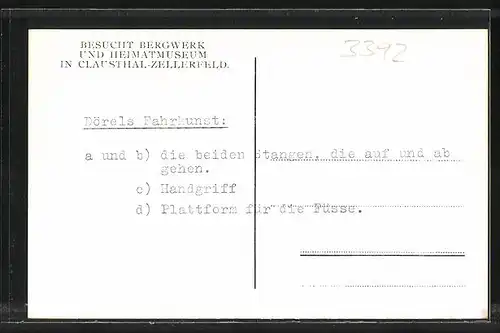 BESUCHT BERGWERK
UND HEIMATMUSEUM
IN CLAUSTHAL-ZELLERFELD.
3342
Dörels Fahrkunst:
a und b) die beiden Stangen, die auf und ab
gehen.
c) Handgriff
d) Plattform für die Füsse.